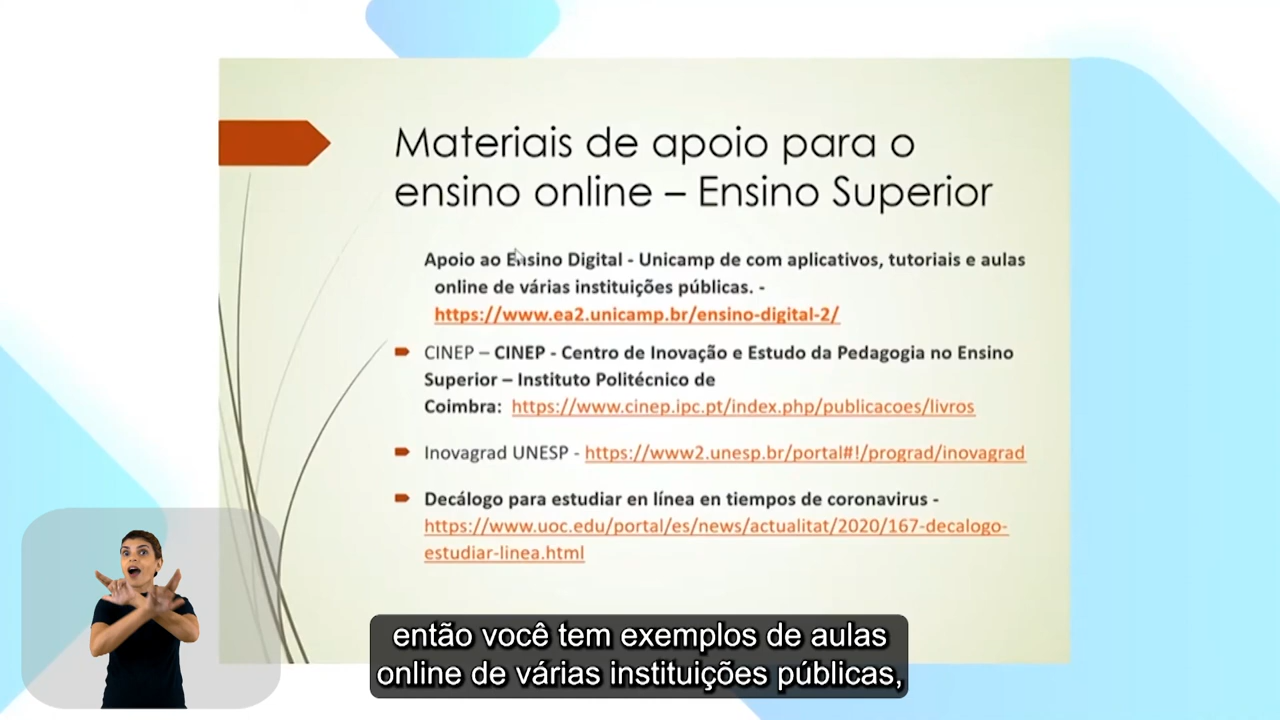 Materiais de apoio para o
ensino online – Ensino Superior
Apoio ao Ensino Digital - Unicamp de com aplicativos, tutoriais e aulas
online de várias instituições públicas. -
https://www.ea2.unicamp.br/ensino-digital-2/
CINEP – CINEP - Centro de Inovação e Estudo da Pedagogia no Ensino
Superior – Instituto Politécnico de
Coimbra: https://www.cinep.ipc.pt/index.php/publicacoes/livros
Inovagrad UNESP - https://www2.unesp.br/portal#!/prograd/inovagrad
Decálogo para estudiar en línea en tiempos de coronavirus -
https://www.uoc.edu/portal/es/news/actualitat/2020/167-decalogo-
estudiar-linea.html
então você tem exemplos de aulas
online de várias instituições públicas,